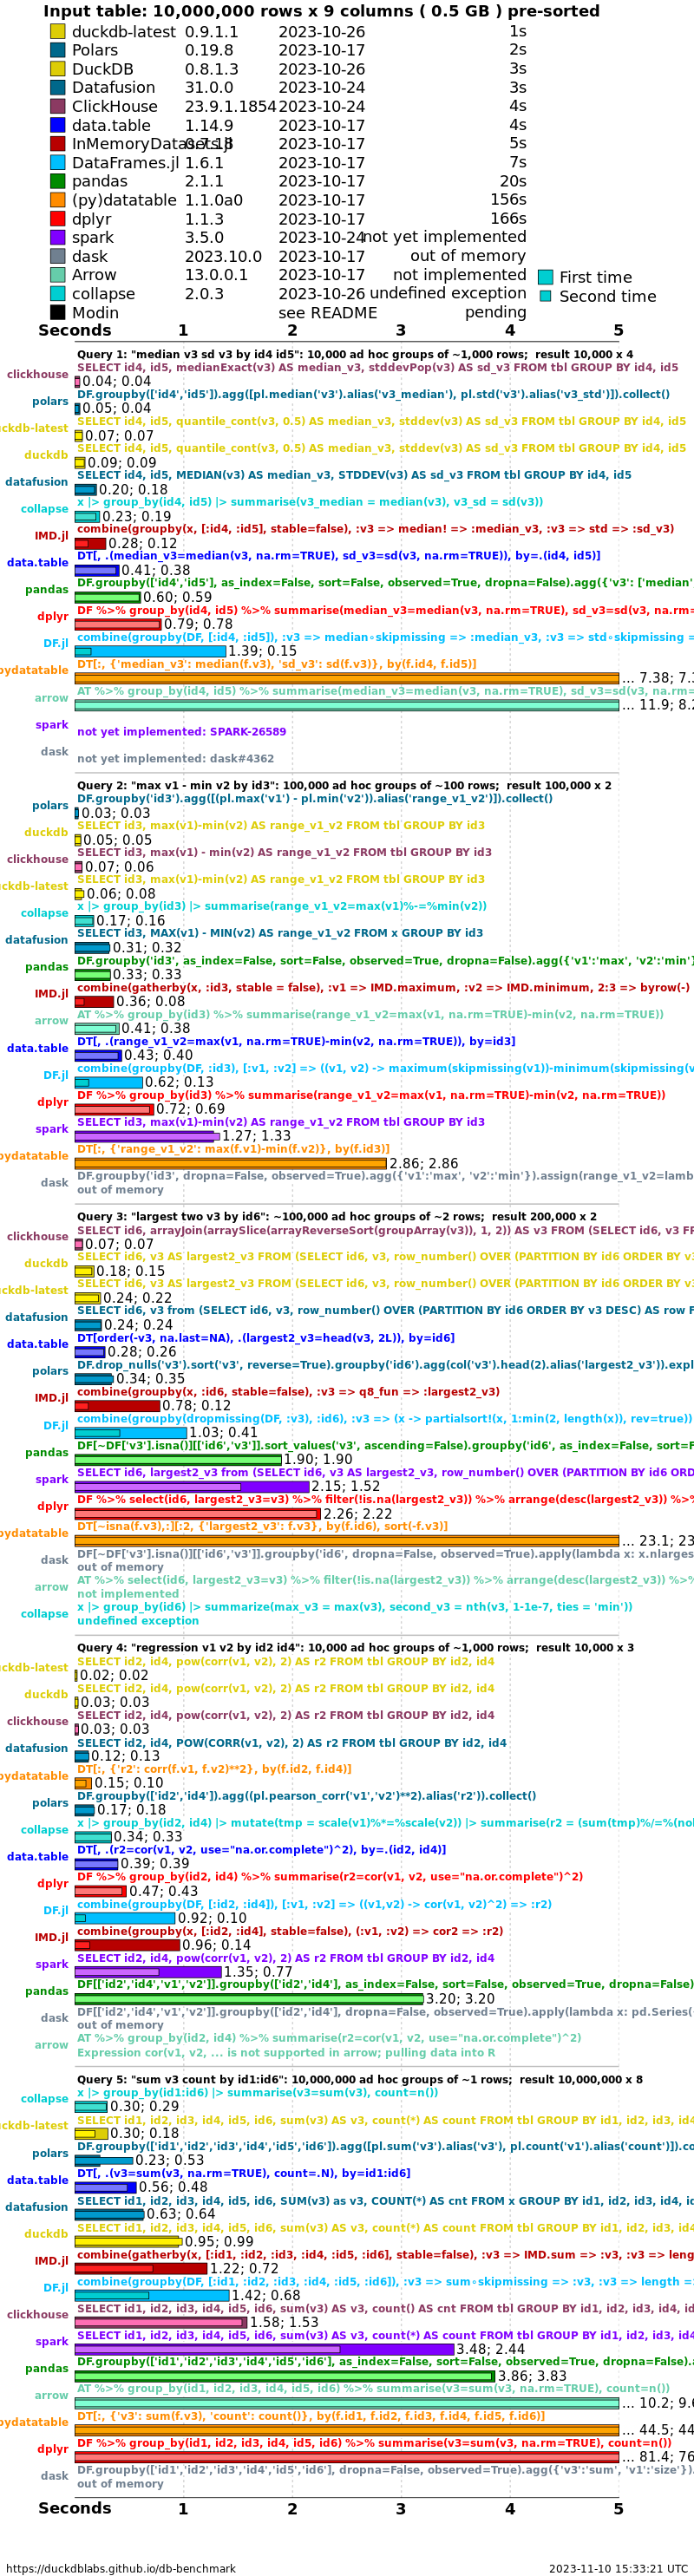 Input table: 10,000,000 rows x 9 columns ( 0.5 GB ) pre-sorted
duckdb-latest 0.9.1.1 2023-10-26 1s
Polars 0.19.8 2023-10-17 2s
DuckDB 0.8.1.3 2023-10-26 3s
Datafusion 31.0.0 2023-10-24 3s
ClickHouse 23.9.1.1854 2023-10-24 4s
data.table 1.14.9 2023-10-17 4s
InMemoryDatasets.jl 0.7.18 2023-10-17 5s
DataFrames.jl 1.6.1 2023-10-17 7s
pandas 2.1.1 2023-10-17 20s
(py)datatable 1.1.0a0 2023-10-17 156s
dplyr 1.1.3 2023-10-17 166s
spark 3.5.0 2023-10-24 not yet implemented
dask 2023.10.0 2023-10-17 out of memory
Arrow 13.0.0.1 2023-10-17 not implemented
collapse 2.0.3 2023-10-26 undefined exception
Modin see README pending
First time
Second time
Seconds 1 2 3 4 5
Query 1: "median v3 sd v3 by id4 id5": 10,000 ad hoc groups of ~1,000 rows; result 10,000 x 4
clickhouse SELECT id4, id5, medianExact(v3) AS median_v3, stddevPop(v3) AS sd_v3 FROM tbl GROUP BY id4, id5
0.04; 0.04
polars DF.groupby(['id4','id5']).agg([pl.median('v3').alias('v3_median'), pl.std('v3').alias('v3_std')]).collect()
0.05; 0.04
uckdb-latest SELECT id4, id5, quantile_cont(v3, 0.5) AS median_v3, stddev(v3) AS sd_v3 FROM tbl GROUP BY id4, id5
0.07; 0.07
duckdb SELECT id4, id5, quantile_cont(v3, 0.5) AS median_v3, stddev(v3) AS sd_v3 FROM tbl GROUP BY id4, id5
0.09; 0.09
datafusion SELECT id4, id5, MEDIAN(v3) AS median_v3, STDDEV(v3) AS sd_v3 FROM tbl GROUP BY id4, id5
0.20; 0.18
collapse x |> group_by(id4, id5) |> summarise(v3_median = median(v3), v3_sd = sd(v3))
0.23; 0.19
IMD.jl combine(groupby(x, [:id4, :id5], stable=false), :v3 => median! => :median_v3, :v3 => std => :sd_v3)
0.28; 0.12
data.table DT[, .(median_v3=median(v3, na.rm=TRUE), sd_v3=sd(v3, na.rm=TRUE)), by=.(id4, id5)]
0.41; 0.38
pandas DF.groupby(['id4','id5'], as_index=False, sort=False, observed=True, dropna=False).agg({'v3': ['median'
0.60; 0.59
dplyr DF %>% group_by(id4, id5) %>% summarise(median_v3=median(v3, na.rm=TRUE), sd_v3=sd(v3, na.rm=
0.79; 0.78
DF.jl combine(groupby(DF, [:id4, :id5]), :v3 => median∘skipmissing => :median_v3, :v3 => std∘skipmissing =
1.39; 0.15
pydatatable DT[:, {'median_v3': median(f.v3), 'sd_v3': sd(f.v3)}, by(f.id4, f.id5)]
... 7.38; 7.3
arrow AT %>% group_by(id4, id5) %>% summarise(median_v3=median(v3, na.rm=TRUE), sd_v3=sd(v3, na.rm=
... 11.9; 8.2
spark not yet implemented: SPARK-26589
dask not yet implemented: dask#4362
Query 2: "max v1 - min v2 by id3": 100,000 ad hoc groups of ~100 rows; result 100,000 x 2
polars DF.groupby('id3').agg([(pl.max('v1') - pl.min('v2')).alias('range_v1_v2')]).collect()
0.03; 0.03
duckdb SELECT id3, max(v1)-min(v2) AS range_v1_v2 FROM tbl GROUP BY id3
0.05; 0.05
clickhouse SELECT id3, max(v1) - min(v2) AS range_v1_v2 FROM tbl GROUP BY id3
0.07; 0.06
uckdb-latest SELECT id3, max(v1)-min(v2) AS range_v1_v2 FROM tbl GROUP BY id3
0.06; 0.08
collapse x |> group_by(id3) |> summarise(range_v1_v2=max(v1)%-=%min(v2))
0.17; 0.16
datafusion SELECT id3, MAX(v1) - MIN(v2) AS range_v1_v2 FROM x GROUP BY id3
0.31; 0.32
pandas DF.groupby('id3', as_index=False, sort=False, observed=True, dropna=False).agg({'v1':'max', 'v2':'min'}
0.33; 0.33
IMD.jl combine(gatherby(x, :id3, stable = false), :v1 => IMD.maximum, :v2 => IMD.minimum, 2:3 => byrow(-)
0.36; 0.08
arrow AT %>% group_by(id3) %>% summarise(range_v1_v2=max(v1, na.rm=TRUE)-min(v2, na.rm=TRUE))
0.41; 0.38
data.table DT[, .(range_v1_v2=max(v1, na.rm=TRUE)-min(v2, na.rm=TRUE)), by=id3]
0.43; 0.40
DF.jl combine(groupby(DF, :id3), [:v1, :v2] => ((v1, v2) -> maximum(skipmissing(v1))-minimum(skipmissing(v
0.62; 0.13
dplyr DF %>% group_by(id3) %>% summarise(range_v1_v2=max(v1, na.rm=TRUE)-min(v2, na.rm=TRUE))
0.72; 0.69
spark SELECT id3, max(v1)-min(v2) AS range_v1_v2 FROM tbl GROUP BY id3
1.27; 1.33
pydatatable DT[:, {'range_v1_v2': max(f.v1)-min(f.v2)}, by(f.id3)]
2.86; 2.86
dask DF.groupby('id3', dropna=False, observed=True).agg({'v1':'max', 'v2':'min'}).assign(range_v1_v2=lamb
out of memory
Query 3: "largest two v3 by id6": ~100,000 ad hoc groups of ~2 rows; result 200,000 x 2
clickhouse SELECT id6, arrayJoin(arraySlice(arrayReverseSort(groupArray(v3)), 1, 2)) AS v3 FROM (SELECT id6, v3 FR
0.07; 0.07
duckdb SELECT id6, v3 AS largest2_v3 FROM (SELECT id6, v3, row_number() OVER (PARTITION BY id6 ORDER BY v3
0.18; 0.15
uckdb-latest SELECT id6, v3 AS largest2_v3 FROM (SELECT id6, v3, row_number() OVER (PARTITION BY id6 ORDER BY v3
0.24; 0.22
datafusion SELECT id6, v3 from (SELECT id6, v3, row_number() OVER (PARTITION BY id6 ORDER BY v3 DESC) AS row F
0.24; 0.24
data.table DT[order(-v3, na.last=NA), .(largest2_v3=head(v3, 2L)), by=id6]
0.28; 0.26
polars DF.drop_nulls('v3').sort('v3', reverse=True).groupby('id6').agg(col('v3').head(2).alias('largest2_v3')).expl
0.34; 0.35
IMD.jl combine(groupby(x, :id6, stable=false), :v3 => q8_fun => :largest2_v3)
0.78; 0.12
DF.jl combine(groupby(dropmissing(DF, :v3), :id6), :v3 => (x -> partialsort!(x, 1:min(2, length(x)), rev=true))
1.03; 0.41
pandas DF[~DF['v3'].isna()][['id6','v3']].sort_values('v3', ascending=False).groupby('id6', as_index=False, sort=F
1.90; 1.90
spark SELECT id6, largest2_v3 from (SELECT id6, v3 AS largest2_v3, row_number() OVER (PARTITION BY id6 ORD
2.15; 1.52
dplyr DF %>% select(id6, largest2_v3=v3) %>% filter(!is.na(largest2_v3)) %>% arrange(desc(largest2_v3)) %>%
2.26; 2.22
pydatatable DT[~isna(f.v3),:][:2, {'largest2_v3': f.v3}, by(f.id6), sort(-f.v3)]
... 23.1; 23
dask DF[~DF['v3'].isna()][['id6','v3']].groupby('id6', dropna=False, observed=True).apply(lambda x: x.nlarges
out of memory
arrow AT %>% select(id6, largest2_v3=v3) %>% filter(!is.na(largest2_v3)) %>% arrange(desc(largest2_v3)) %>%
not implemented
collapse x |> group_by(id6) |> summarize(max_v3 = max(v3), second_v3 = nth(v3, 1-1e-7, ties = 'min'))
undefined exception
Query 4: "regression v1 v2 by id2 id4": 10,000 ad hoc groups of ~1,000 rows; result 10,000 x 3
uckdb-latest SELECT id2, id4, pow(corr(v1, v2), 2) AS r2 FROM tbl GROUP BY id2, id4
0.02; 0.02
duckdb SELECT id2, id4, pow(corr(v1, v2), 2) AS r2 FROM tbl GROUP BY id2, id4
0.03; 0.03
clickhouse SELECT id2, id4, pow(corr(v1, v2), 2) AS r2 FROM tbl GROUP BY id2, id4
0.03; 0.03
datafusion SELECT id2, id4, POW(CORR(v1, v2), 2) AS r2 FROM tbl GROUP BY id2, id4
0.12; 0.13
pydatatable DT[:, {'r2': corr(f.v1, f.v2)**2}, by(f.id2, f.id4)]
0.15; 0.10
polars DF.groupby(['id2','id4']).agg((pl.pearson_corr('v1','v2')**2).alias('r2')).collect()
0.17; 0.18
collapse x |> group_by(id2, id4) |> mutate(tmp = scale(v1)%*=%scale(v2)) |> summarise(r2 = (sum(tmp)%/=%(nol
0.34; 0.33
data.table DT[, .(r2=cor(v1, v2, use="na.or.complete")^2), by=.(id2, id4)]
0.39; 0.39
dplyr DF %>% group_by(id2, id4) %>% summarise(r2=cor(v1, v2, use="na.or.complete")^2)
0.47; 0.43
DF.jl combine(groupby(DF, [:id2, :id4]), [:v1, :v2] => ((v1,v2) -> cor(v1, v2)^2) => :r2)
0.92; 0.10
IMD.jl combine(groupby(x, [:id2, :id4], stable=false), (:v1, :v2) => cor2 => :r2)
0.96; 0.14
spark SELECT id2, id4, pow(corr(v1, v2), 2) AS r2 FROM tbl GROUP BY id2, id4
1.35; 0.77
pandas DF[['id2','id4','v1','v2']].groupby(['id2','id4'], as_index=False, sort=False, observed=True, dropna=False)
3.20; 3.20
dask DF[['id2','id4','v1','v2']].groupby(['id2','id4'], dropna=False, observed=True).apply(lambda x: pd.Series(
out of memory
arrow AT %>% group_by(id2, id4) %>% summarise(r2=cor(v1, v2, use="na.or.complete")^2)
Expression cor(v1, v2, ... is not supported in arrow; pulling data into R
Query 5: "sum v3 count by id1:id6": 10,000,000 ad hoc groups of ~1 rows; result 10,000,000 x 8
collapse x |> group_by(id1:id6) |> summarise(v3=sum(v3), count=n())
0.30; 0.29
uckdb-latest SELECT id1, id2, id3, id4, id5, id6, sum(v3) AS v3, count(*) AS count FROM tbl GROUP BY id1, id2, id3, id4
0.30; 0.18
polars DF.groupby(['id1','id2','id3','id4','id5','id6']).agg([pl.sum('v3').alias('v3'), pl.count('v1').alias('count')]).co
0.23; 0.53
data.table DT[, .(v3=sum(v3, na.rm=TRUE), count=.N), by=id1:id6]
0.56; 0.48
datafusion SELECT id1, id2, id3, id4, id5, id6, SUM(v3) as v3, COUNT(*) AS cnt FROM x GROUP BY id1, id2, id3, id4, id
0.63; 0.64
duckdb SELECT id1, id2, id3, id4, id5, id6, sum(v3) AS v3, count(*) AS count FROM tbl GROUP BY id1, id2, id3, id4
0.95; 0.99
IMD.jl combine(gatherby(x, [:id1, :id2, :id3, :id4, :id5, :id6], stable=false), :v3 => IMD.sum => :v3, :v3 => leng
1.22; 0.72
DF.jl combine(groupby(DF, [:id1, :id2, :id3, :id4, :id5, :id6]), :v3 => sum∘skipmissing => :v3, :v3 => length =
1.42; 0.68
clickhouse SELECT id1, id2, id3, id4, id5, id6, sum(v3) AS v3, count() AS cnt FROM tbl GROUP BY id1, id2, id3, id4, id
1.58; 1.53
spark SELECT id1, id2, id3, id4, id5, id6, sum(v3) AS v3, count(*) AS count FROM tbl GROUP BY id1, id2, id3, id4
3.48; 2.44
pandas DF.groupby(['id1','id2','id3','id4','id5','id6'], as_index=False, sort=False, observed=True, dropna=False).a
3.86; 3.83
arrow AT %>% group_by(id1, id2, id3, id4, id5, id6) %>% summarise(v3=sum(v3, na.rm=TRUE), count=n())
... 10.2; 9.6
pydatatable DT[:, {'v3': sum(f.v3), 'count': count()}, by(f.id1, f.id2, f.id3, f.id4, f.id5, f.id6)]
... 44.5; 44
dplyr DF %>% group_by(id1, id2, id3, id4, id5, id6) %>% summarise(v3=sum(v3, na.rm=TRUE), count=n())
... 81.4; 76
dask DF.groupby(['id1','id2','id3','id4','id5','id6'], dropna=False, observed=True).agg({'v3':'sum', 'v1':'size'}).
out of memory
Seconds 1 2 3 4 5
https://duckdblabs.github.io/db-benchmark 2023-11-10 15:33:21 UTC